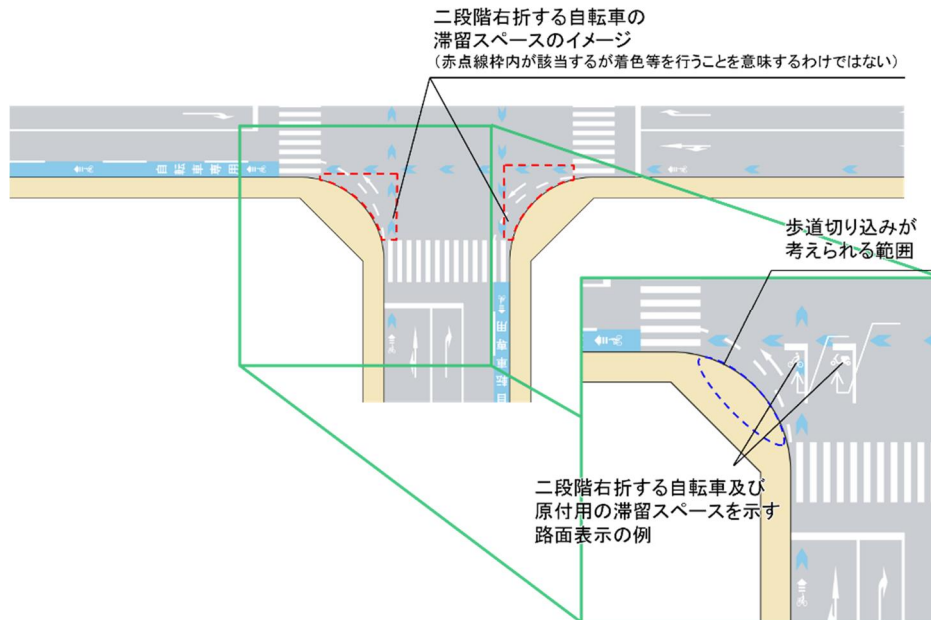 二段階右折する自転車の
滞留スペースのイメージ
（赤点線枠内が該当するが着色等を行うことを意味するわけではない）
自転車専用
自転車専用
歩道切り込みが
考えられる範囲
二段階右折する自転車及び
原付用の滞留スペースを示す
路面表示の例